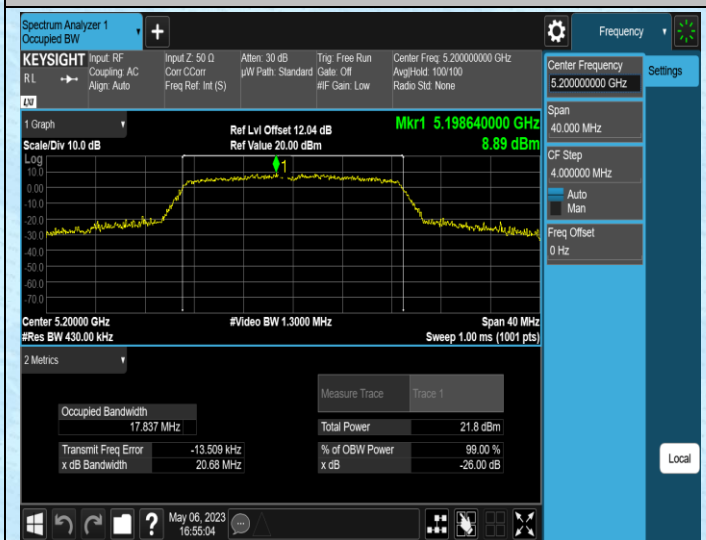 Spectrum Analyzer 1
Occupied BW
Frequency
KEYSIGHT
RL
LXI
Input: RF
Coupling: AC
Align: Auto
Input Z: 50 Ω
Corr CCorr
Freq Ref: Int (S)
Atten: 30 dB
µW Path: Standard
Trig: Free Run
Gate: Off
#IF Gain: Low
Center Freq: 5.200000000 GHz
Avg|Hold: 100/100
Radio Std: None
Center Frequency
5.200000000 GHz
Settings
Span
40.000 MHz
CF Step
4.000000 MHz
Auto
Man
Freq Offset
0 Hz
Local
1 Graph
Scale/Div 10.0 dB
Ref Lvl Offset 12.04 dB
Ref Value 20.00 dBm
Mkr1 5.198640000 GHz
8.89 dBm
Log
10.0
0.00
-10.0
-20.0
-30.0
-40.0
-50.0
-60.0
-70.0
1
Center 5.20000 GHz
#Res BW 430.00 kHz
#Video BW 1.3000 MHz
Span 40 MHz
Sweep 1.00 ms (1001 pts)
2 Metrics
Measure Trace Trace 1
Occupied Bandwidth
17.837 MHz
Total Power 21.8 dBm
Transmit Freq Error -13.509 kHz
% of OBW Power 99.00 %
x dB Bandwidth 20.68 MHz
x dB -26.00 dB
May 06, 2023
16:55:04